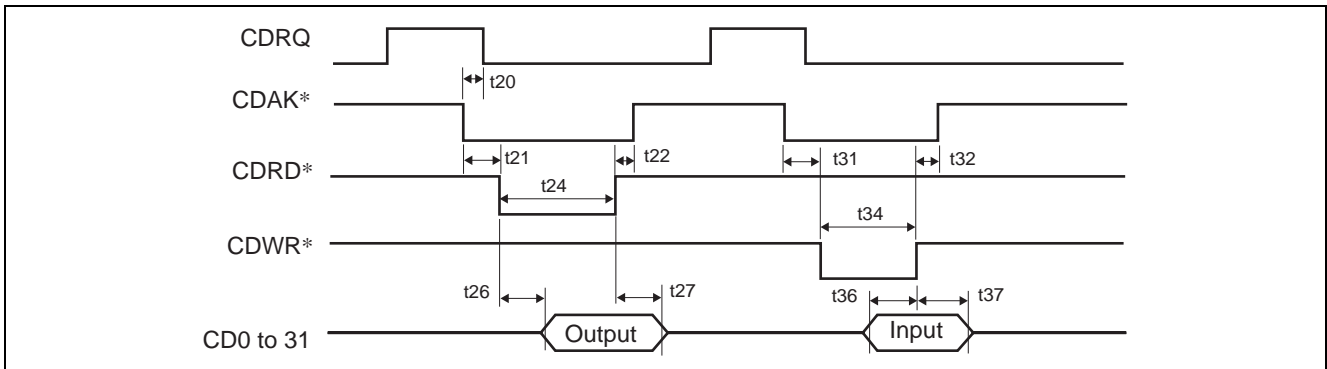 CDRQ
t20
CDAK*
t21
t22
t31
t32
CDRD*
t24
t34
CDWR*
t26
t27
t36
t37
CD0 to 31
Output
Input